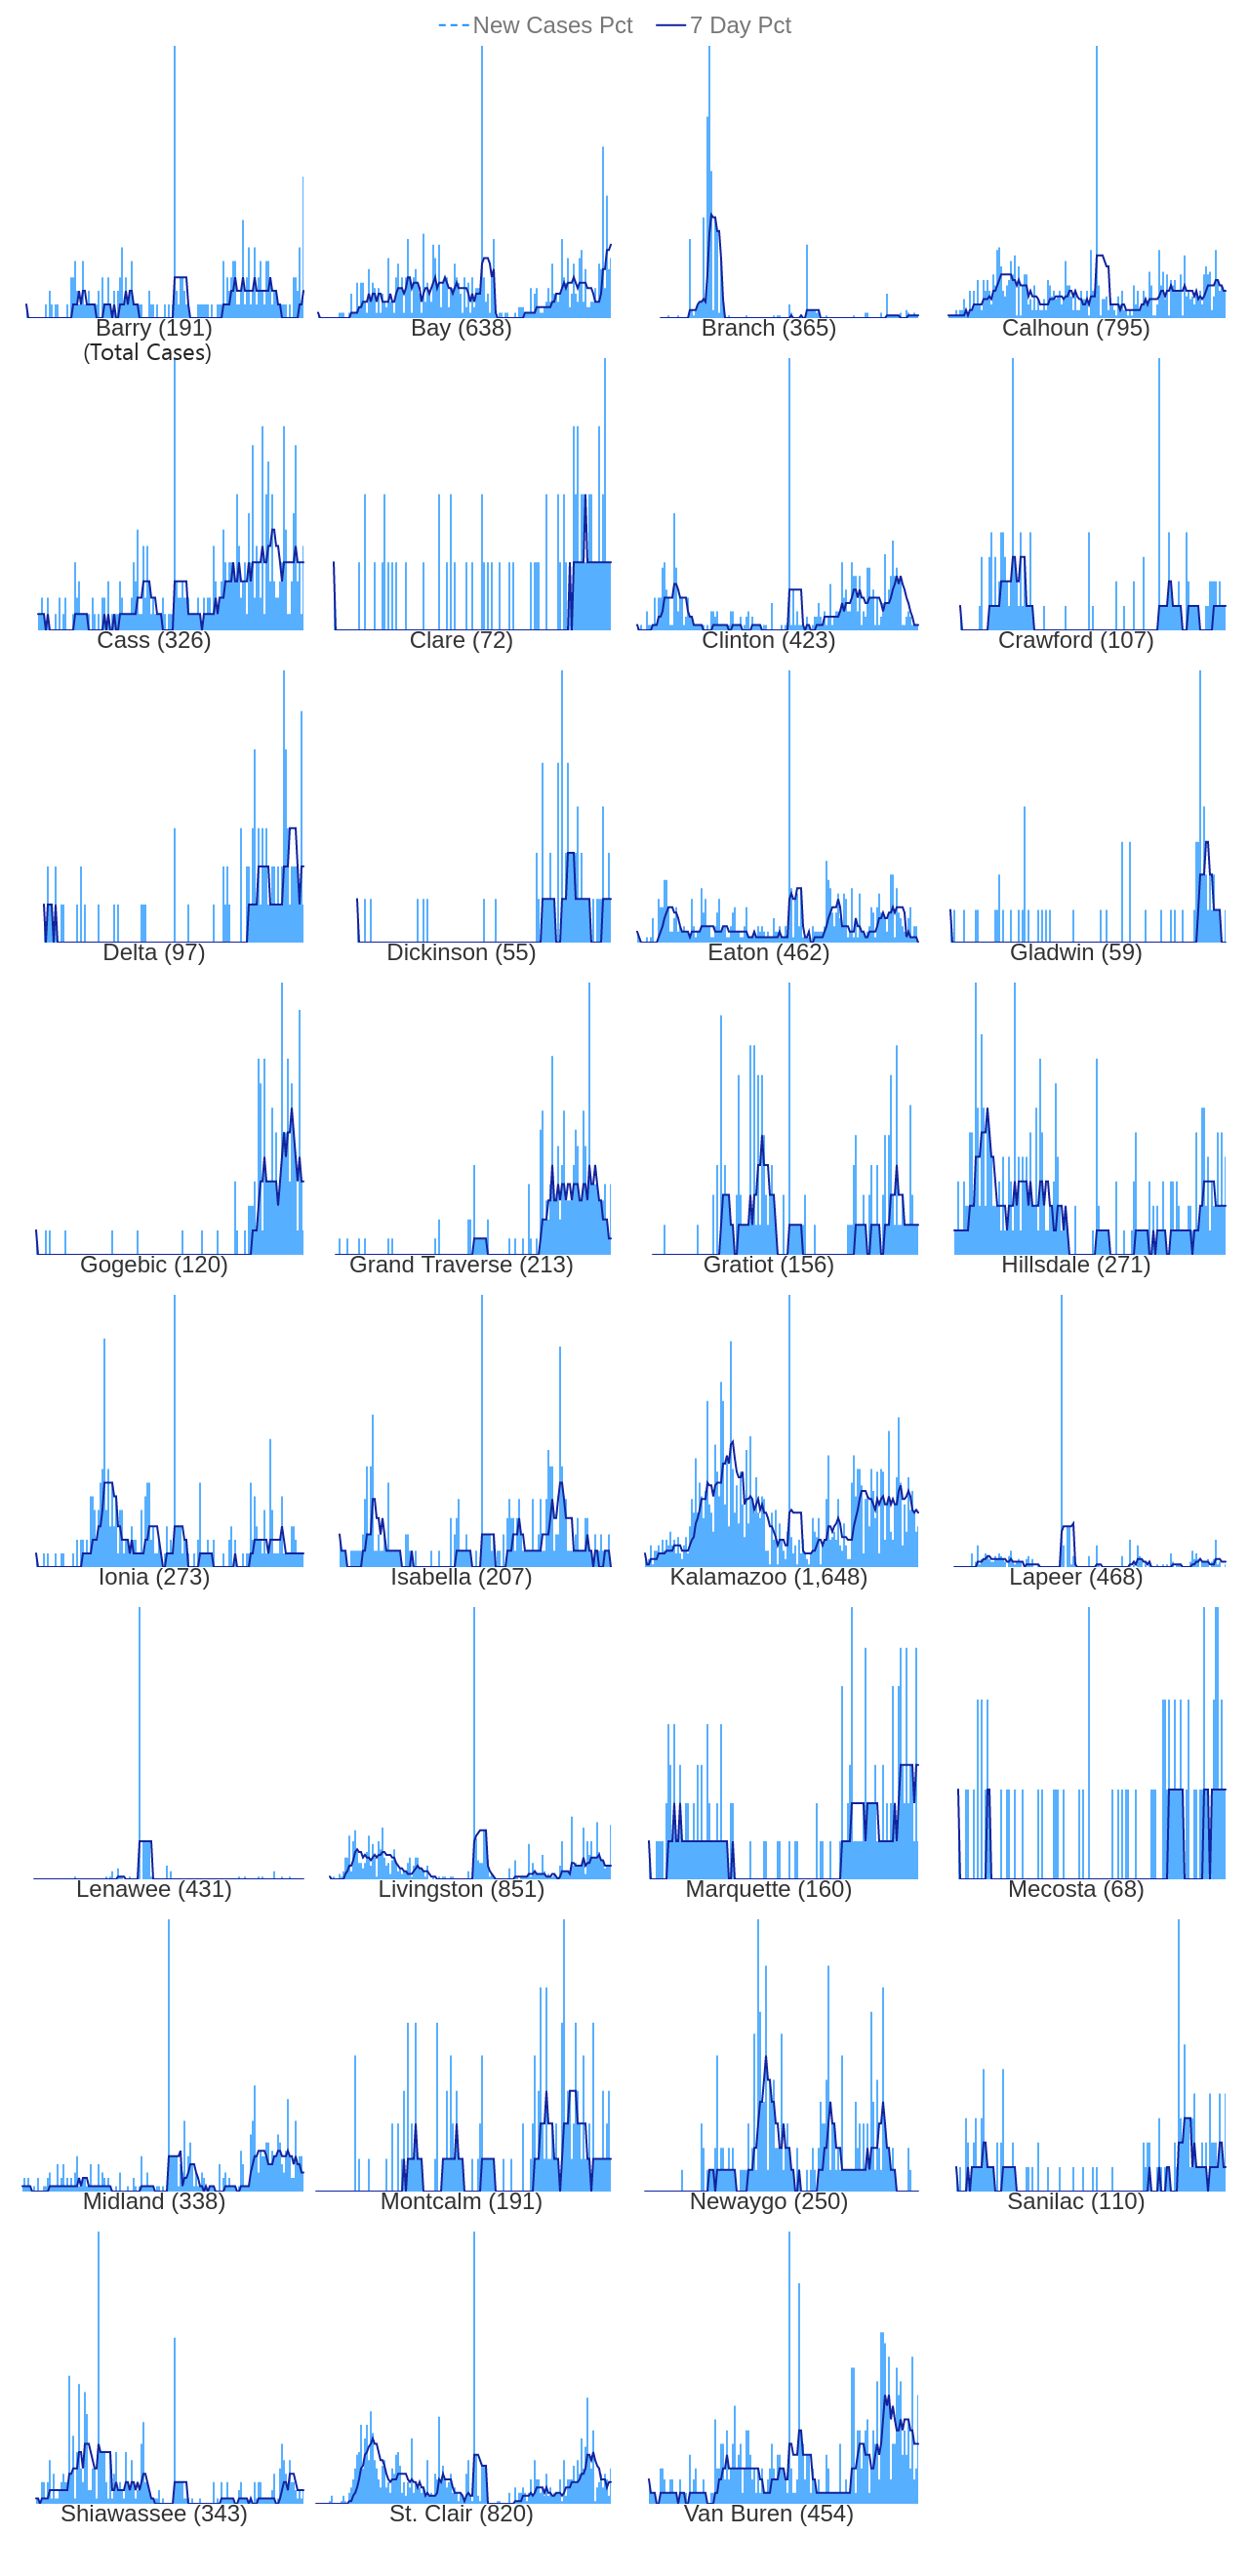 New Cases Pct 7 Day Pct
Barry (191) Bay (638) Branch (365) Calhoun (795)
(Total Cases)
Cass (326) Clare (72) Clinton (423) Crawford (107)
Delta (97) Dickinson (55) Eaton (462) Gladwin (59)
Gogebic (120) Grand Traverse (213) Gratiot (156) Hillsdale (271)
Ionia (273) Isabella (207) Kalamazoo (1,648) Lapeer (468)
Lenawee (431) Livingston (851) Marquette (160) Mecosta (68)
Midland (338) Montcalm (191) Newaygo (250) Sanilac (110)
Shiawassee (343) St. Clair (820) Van Buren (454)